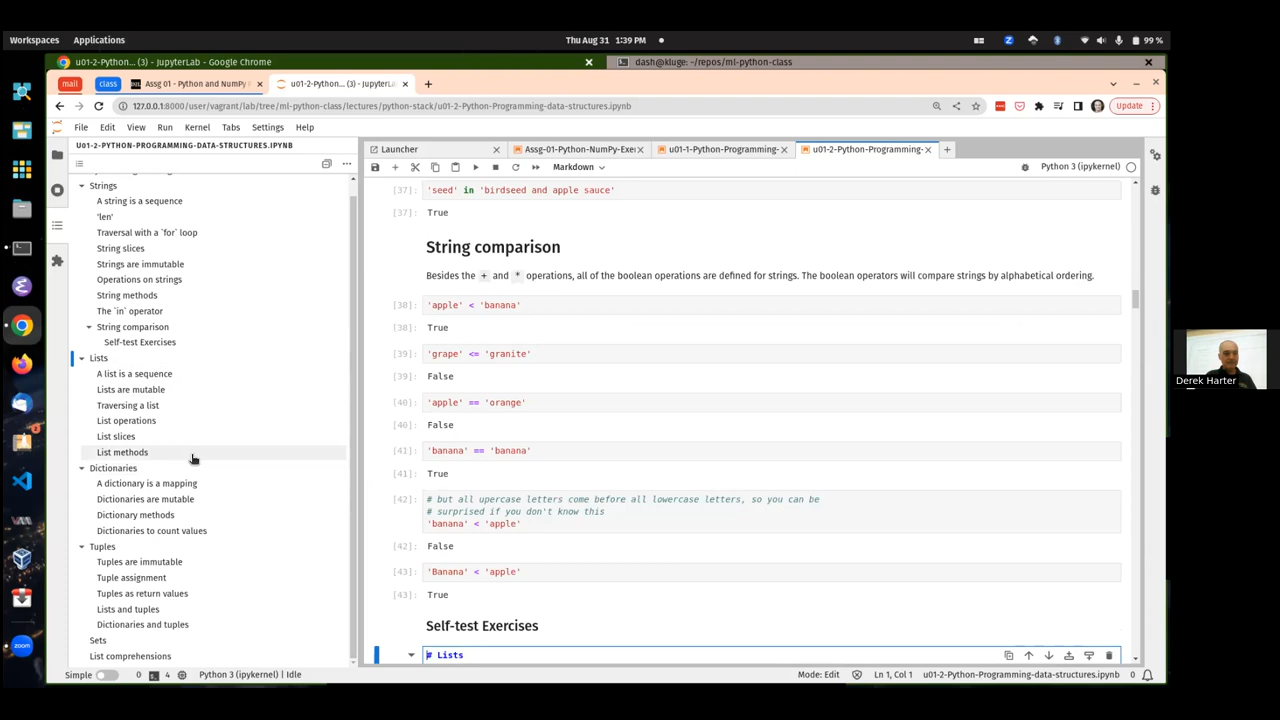 Workspaces Applications Thu Aug 31 1:39 PM 99 %
u01-2-Python... (3) - JupyterLab - Google Chrome
dash@kluge: ~/repos/ml-python-class
mail class Assg 01 - Python and NumPy u01-2-Python... (3) - JupyterL
127.0.0.1:8000/user/vagrant/lab/tree/ml-python-class/lectures/python-stack/u01-2-Python-Programming-data-structures.ipynb
Update
File Edit View Run Kernel Tabs Settings Help
U01-2-PYTHON-PROGRAMMING-DATA-STRUCTURES.IPYNB
Strings
A string is a sequence
'len'
Traversal with a `for` loop
String slices
Strings are immutable
Operations on strings
String methods
The `in` operator
String comparison
Self-test Exercises
Lists
A list is a sequence
Lists are mutable
Traversing a list
List operations
List slices
List methods
Dictionaries
A dictionary is a mapping
Dictionaries are mutable
Dictionary methods
Dictionaries to count values
Tuples
Tuples are immutable
Tuple assignment
Tuples as return values
Lists and tuples
Dictionaries and tuples
Sets
List comprehensions
Launcher Assg-01-Python-NumPy-Exer u01-1-Python-Programming- u01-2-Python-Programming-
Markdown Python 3 (ipykernel)
[37]: 'seed' in 'birdseed and apple sauce'
[37]: True
String comparison
Besides the + and * operations, all of the boolean operations are defined for strings. The boolean operators will compare strings by alphabetical ordering.
[38]: 'apple' < 'banana'
[38]: True
[39]: 'grape' <= 'granite'
[39]: False
[40]: 'apple' == 'orange'
[40]: False
[41]: 'banana' == 'banana'
[41]: True
[42]: # but all upercase letters come before all lowercase letters, so you can be
# surprised if you don't know this
'banana' < 'apple'
[42]: False
[43]: 'Banana' < 'apple'
[43]: True
Self-test Exercises
# Lists
Simple 0 4 Python 3 (ipykernel) | Idle Mode: Edit Ln 1, Col 1 u01-2-Python-Programming-data-structures.ipynb 0
Derek Harter